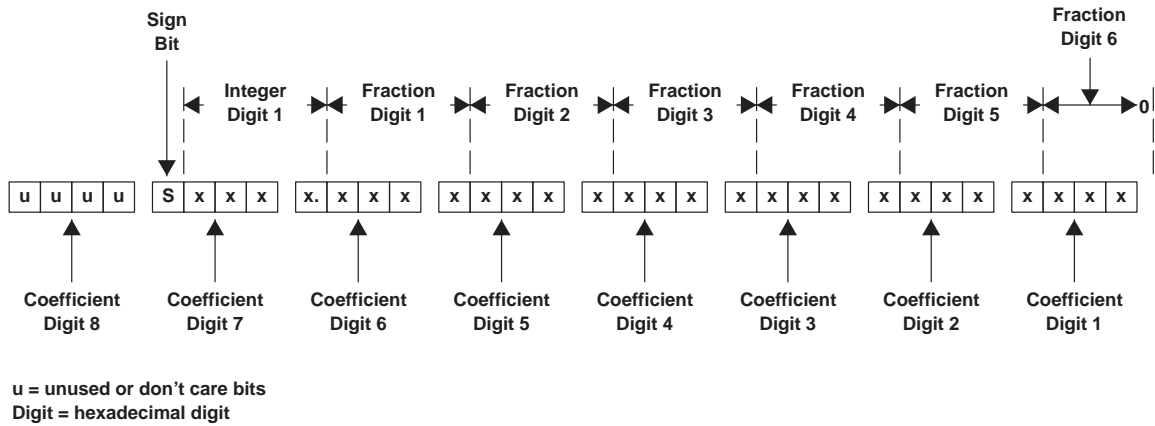 Sign
Bit
Fraction
Digit 6
Integer
Digit 1
Fraction
Digit 1
Fraction
Digit 2
Fraction
Digit 3
Fraction
Digit 4
Fraction
Digit 5
0
u u u u S x x x x. x x x x x x x x x x x x x x x x x x x x x x x
Coefficient
Digit 8
Coefficient
Digit 7
Coefficient
Digit 6
Coefficient
Digit 5
Coefficient
Digit 4
Coefficient
Digit 3
Coefficient
Digit 2
Coefficient
Digit 1
u = unused or don’t care bits
Digit = hexadecimal digit